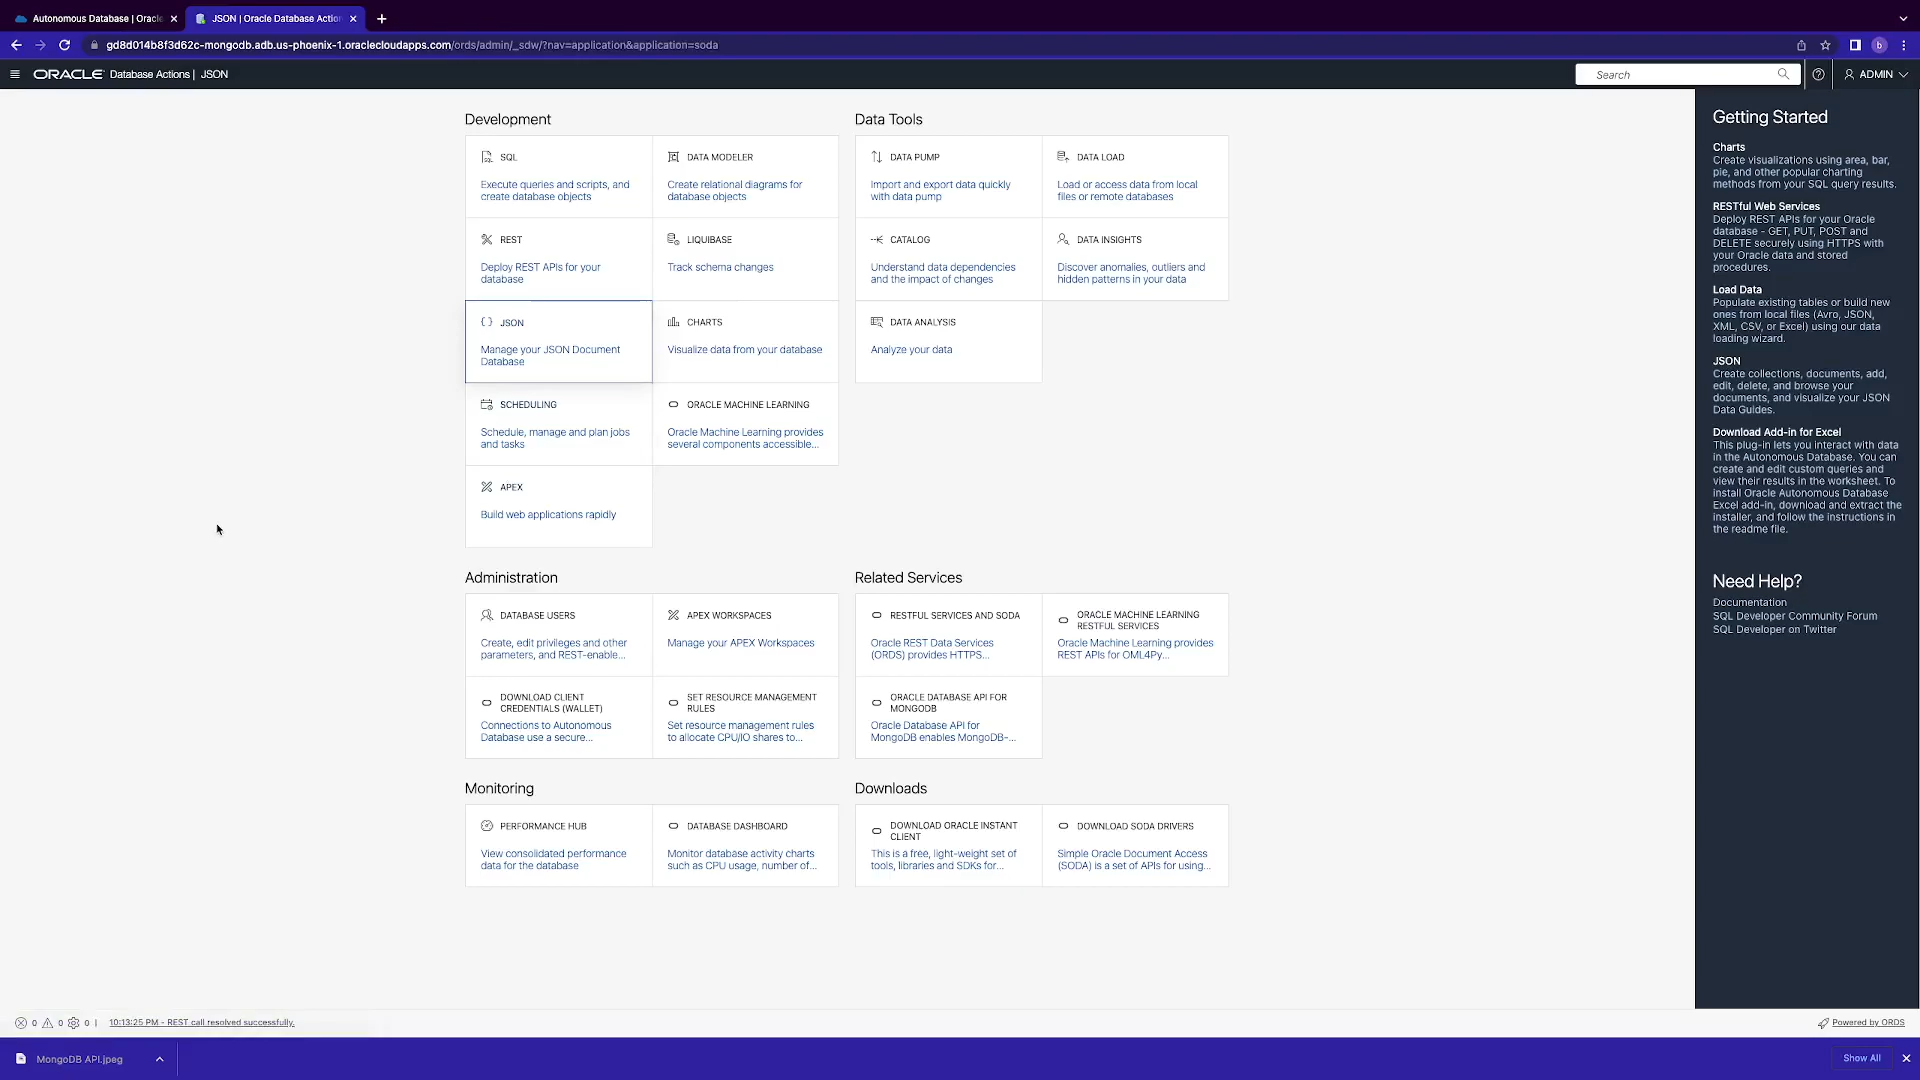 Autonomous Database | Oracle
JSON | Oracle Database Action
gd8d014b8f3d62c-mongodb.adb.us-phoenix-1.oraclecloudapps.com/ords/admin/_sdw/?nav=application&application=soda
b
ORACLE Database Actions | JSON
Search
ADMIN
Development
SQL
Execute queries and scripts, and
create database objects
DATA MODELER
Create relational diagrams for
database objects
REST
Deploy REST APIs for your
database
LIQUIBASE
Track schema changes
{} JSON
Manage your JSON Document
Database
CHARTS
Visualize data from your database
SCHEDULING
Schedule, manage and plan jobs
and tasks
ORACLE MACHINE LEARNING
Oracle Machine Learning provides
several components accessible...
APEX
Build web applications rapidly
Data Tools
DATA PUMP
Import and export data quickly
with data pump
DATA LOAD
Load or access data from local
files or remote databases
CATALOG
Understand data dependencies
and the impact of changes
DATA INSIGHTS
Discover anomalies, outliers and
hidden patterns in your data
DATA ANALYSIS
Analyze your data
Administration
DATABASE USERS
Create, edit privileges and other
parameters, and REST-enable...
APEX WORKSPACES
Manage your APEX Workspaces
DOWNLOAD CLIENT
CREDENTIALS (WALLET)
Connections to Autonomous
Database use a secure...
SET RESOURCE MANAGEMENT
RULES
Set resource management rules
to allocate CPU/IO shares to...
Related Services
RESTFUL SERVICES AND SODA
Oracle REST Data Services
(ORDS) provides HTTPS...
ORACLE MACHINE LEARNING
RESTFUL SERVICES
Oracle Machine Learning provides
REST APIs for OML4Py...
ORACLE DATABASE API FOR
MONGODB
Oracle Database API for
MongoDB enables MongoDB-...
Monitoring
PERFORMANCE HUB
View consolidated performance
data for the database
DATABASE DASHBOARD
Monitor database activity charts
such as CPU usage, number of...
Downloads
DOWNLOAD ORACLE INSTANT
CLIENT
This is a free, light-weight set of
tools, libraries and SDKs for...
DOWNLOAD SODA DRIVERS
Simple Oracle Document Access
(SODA) is a set of APIs for using...
Getting Started
Charts
Create visualizations using area, bar,
pie, and other popular charting
methods from your SQL query results.
RESTful Web Services
Deploy REST APIs for your Oracle
database - GET, PUT, POST and
DELETE securely using HTTPS with
your Oracle data and stored
procedures.
Load Data
Populate existing tables or build new
ones from local files (Avro, JSON,
XML, CSV, or Excel) using our data
loading wizard.
JSON
Create collections, documents, add,
edit, delete, and browse your
documents, and visualize your JSON
Data Guides.
Download Add-in for Excel
This plug-in lets you interact with data
in the Autonomous Database. You can
create and edit custom queries and
view their results in the worksheet. To
install Oracle Autonomous Database
Excel add-in, download and extract the
installer, and follow the instructions in
the readme file.
Need Help?
Documentation
SQL Developer Community Forum
SQL Developer on Twitter
0 0 0 | 10:13:25 PM - REST call resolved successfully.
Powered by ORDS
MongoDB API.jpeg
Show All